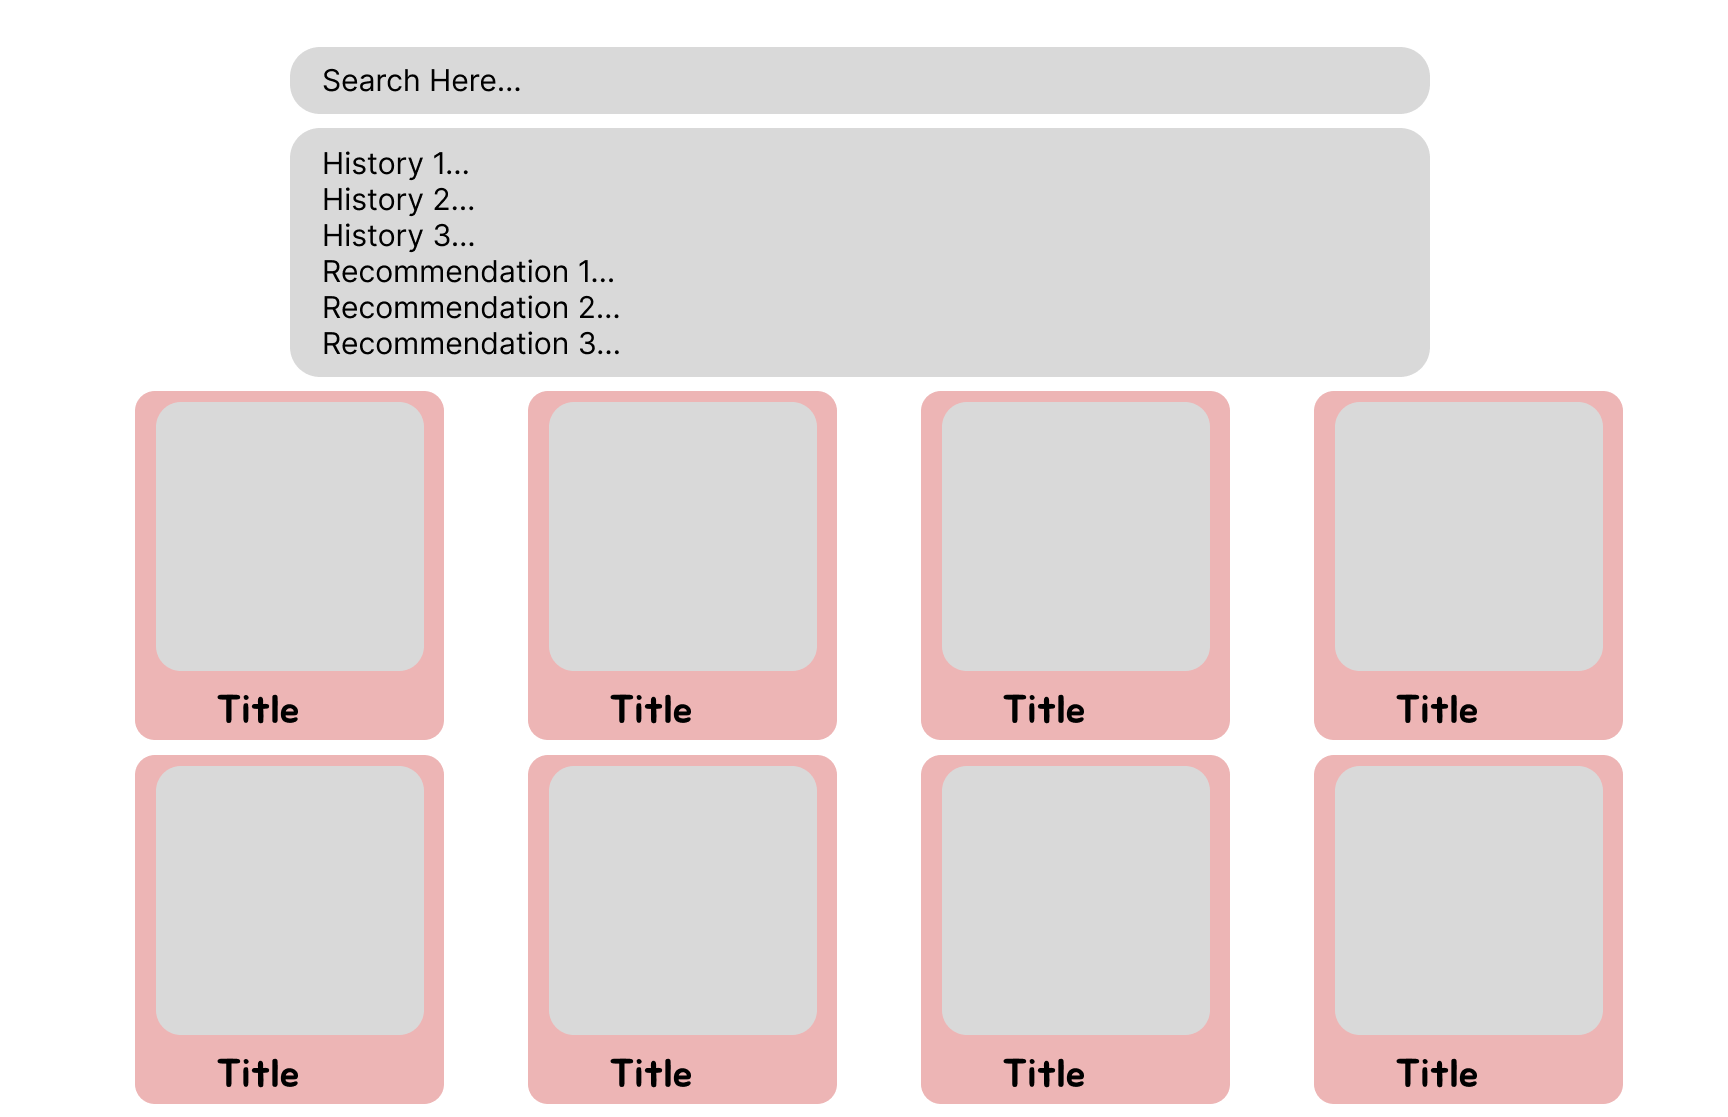 Search Here...
History 1...
History 2...
History 3...
Recommendation 1...
Recommendation 2...
Recommendation 3...
Title
Title
Title
Title
Title
Title
Title
Title